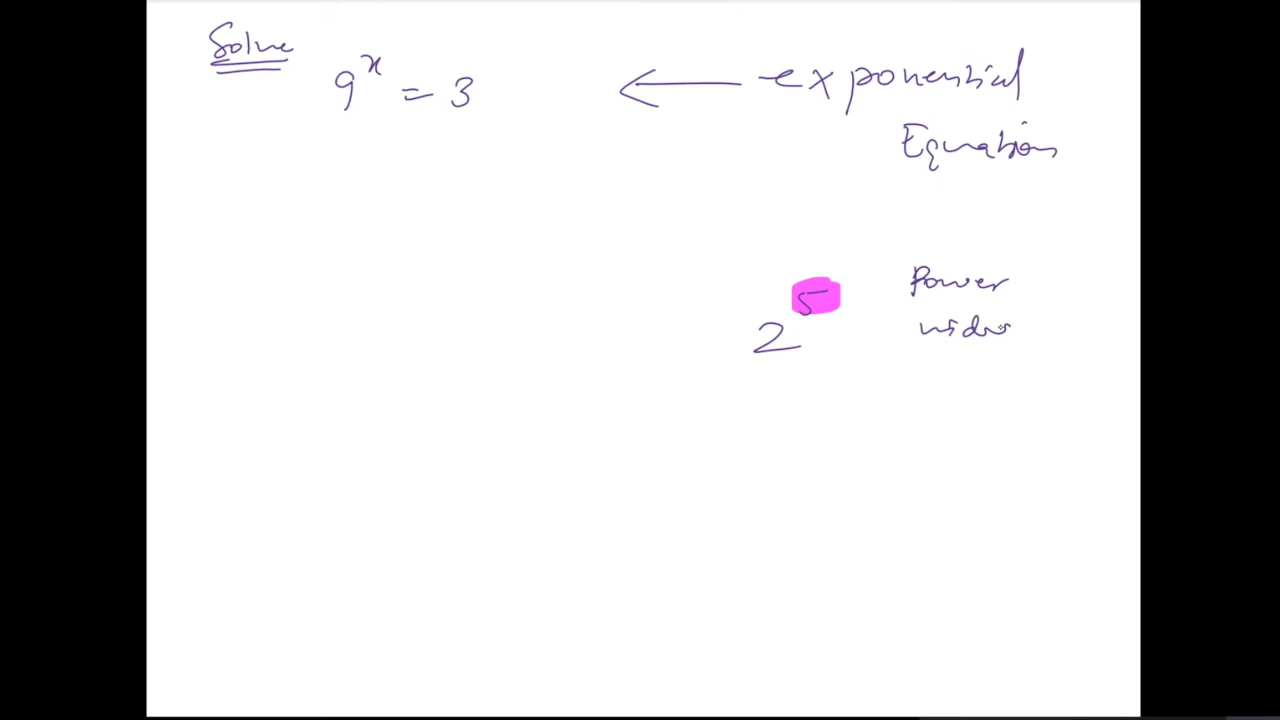 Solve
9^x = 3 ← exponential
Equation
2^5 Power